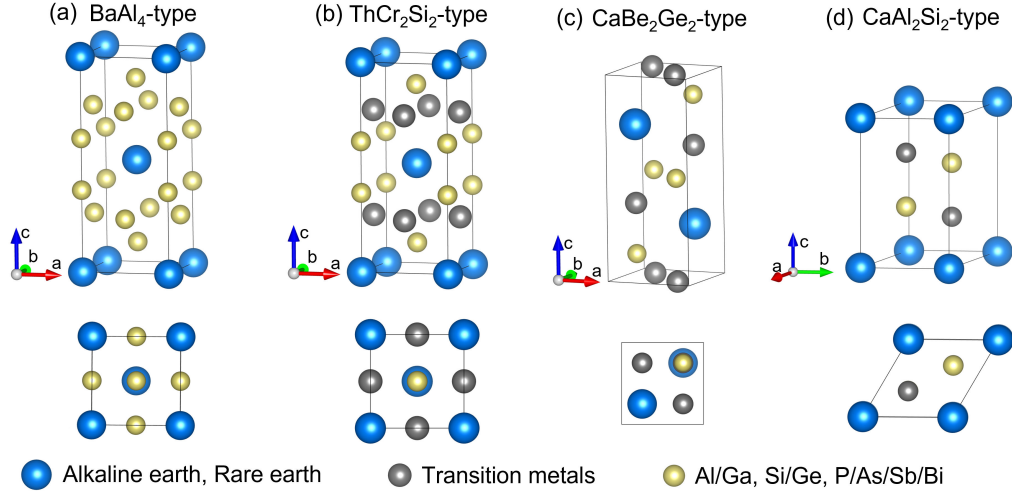 (a) BaAl₄-type
(b) ThCr₂Si₂-type
(c) CaBe₂Ge₂-type
(d) CaAl₂Si₂-type
c
b
a
c
b
a
c
b
a
c
a
b
Alkaline earth, Rare earth
Transition metals
Al/Ga, Si/Ge, P/As/Sb/Bi